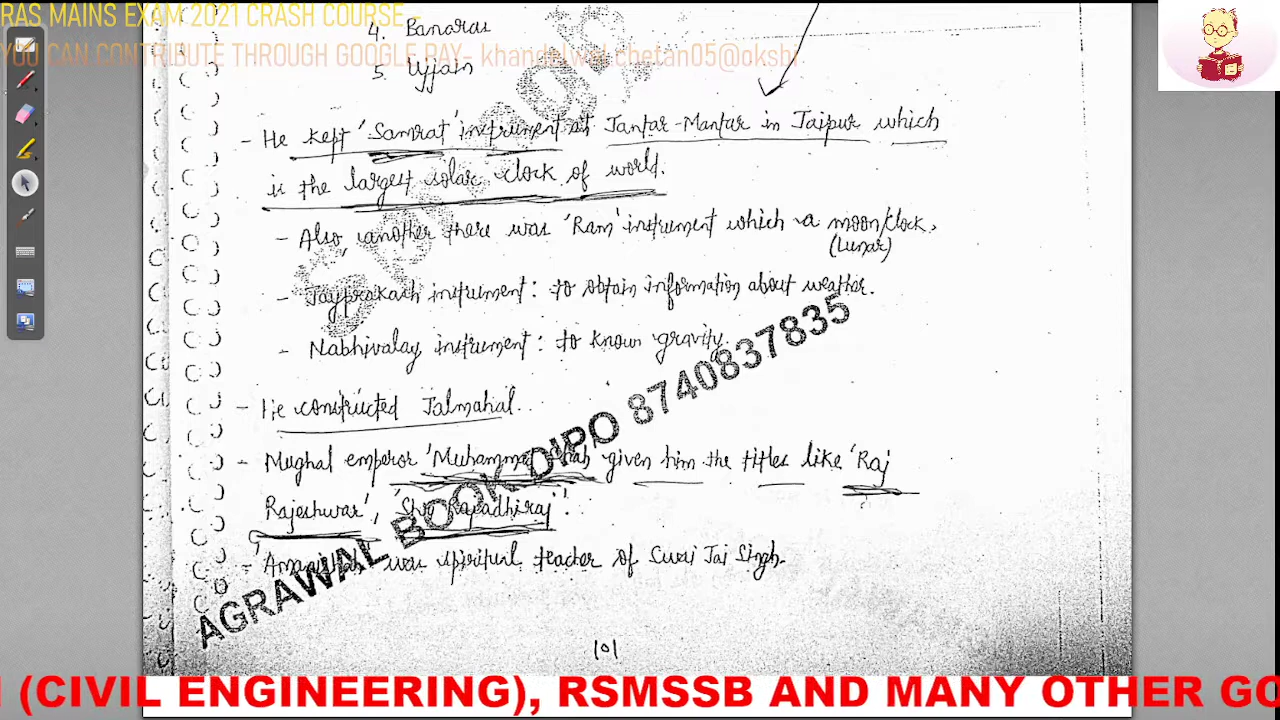 RAS MAINS EXAM 2021 CRASH COURSE -
YOU CAN CONTRIBUTE THROUGH GOOGLE PAY- khandelwal.chetan05@okshi
4. Banaras
5. Ujjain
- He kept 'Samrat' instrument at Jantar-Mantar in Jaipur which
is the largest solar clock of world.
- Also, another there was 'Ram' instrument which a moon/clock,
(Lunar)
- Jayprakash instrument: to obtain information about weather.
- Nabhivalay instrument: to known gravity.
- He constructed Jalmahal.
- Mughal emperor 'Muhammad Shah given him the titles like 'Raj
Rajeshwar', 'Shri Rajadhiraj'.
- was spiritual teacher of Swai Jai Singh.
AGRAWAL BOOK DIPO 8740837835
101
(CIVIL ENGINEERING), RSMSSB AND MANY OTHER GO